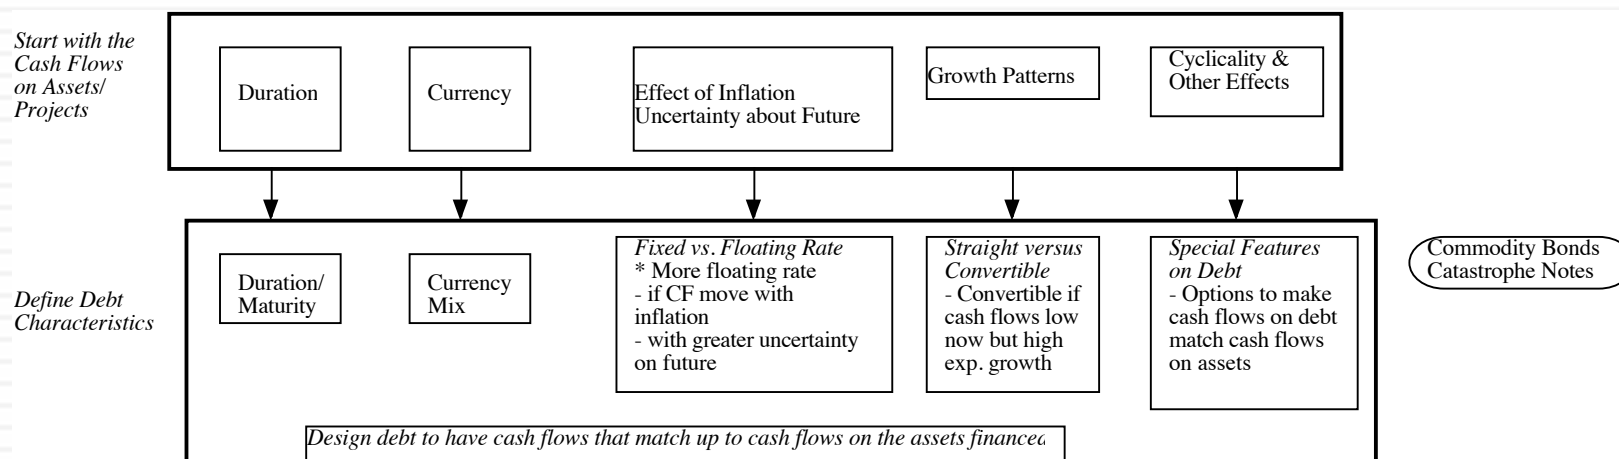 Start with the
Cash Flows
on Assets/
Projects
Duration
Currency
Effect of Inflation
Uncertainty about Future
Growth Patterns
Cyclicality &
Other Effects
Define Debt
Characteristics
Duration/
Maturity
Currency
Mix
Fixed vs. Floating Rate
* More floating rate
- if CF move with
inflation
- with greater uncertainty
on future
Straight versus
Convertible
- Convertible if
cash flows low
now but high
exp. growth
Special Features
on Debt
- Options to make
cash flows on debt
match cash flows
on assets
Commodity Bonds
Catastrophe Notes
Design debt to have cash flows that match up to cash flows on the assets financed